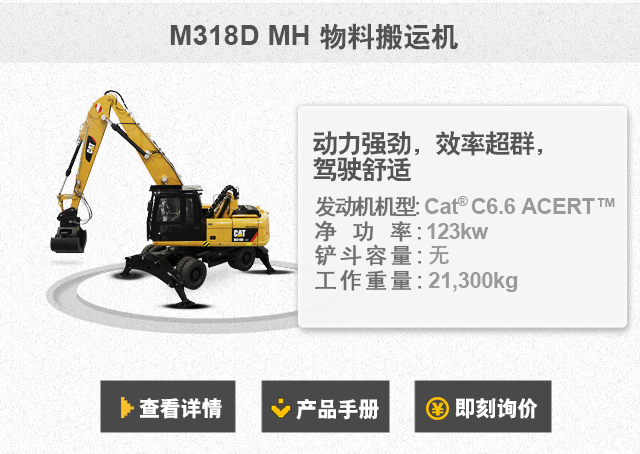 M318D MH 物料搬运机
动力强劲，效率超群，
驾驶舒适
发动机机型: Cat® C6.6 ACERT™
净 功 率: 123kw
铲斗容量: 无
工作重量: 21,300kg
CAT
CAT
查看详情
产品手册
即刻询价